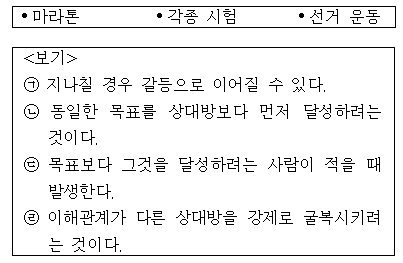 •마라톤 •각종 시험 •선거 운동
<보기>
㉠ 지나칠 경우 갈등으로 이어질 수 있다.
㉡ 동일한 목표를 상대방보다 먼저 달성하려는
것이다.
㉢ 목표보다 그것을 달성하려는 사람이 적을 때
발생한다.
㉣ 이해관계가 다른 상대방을 강제로 굴복시키려
는 것이다.